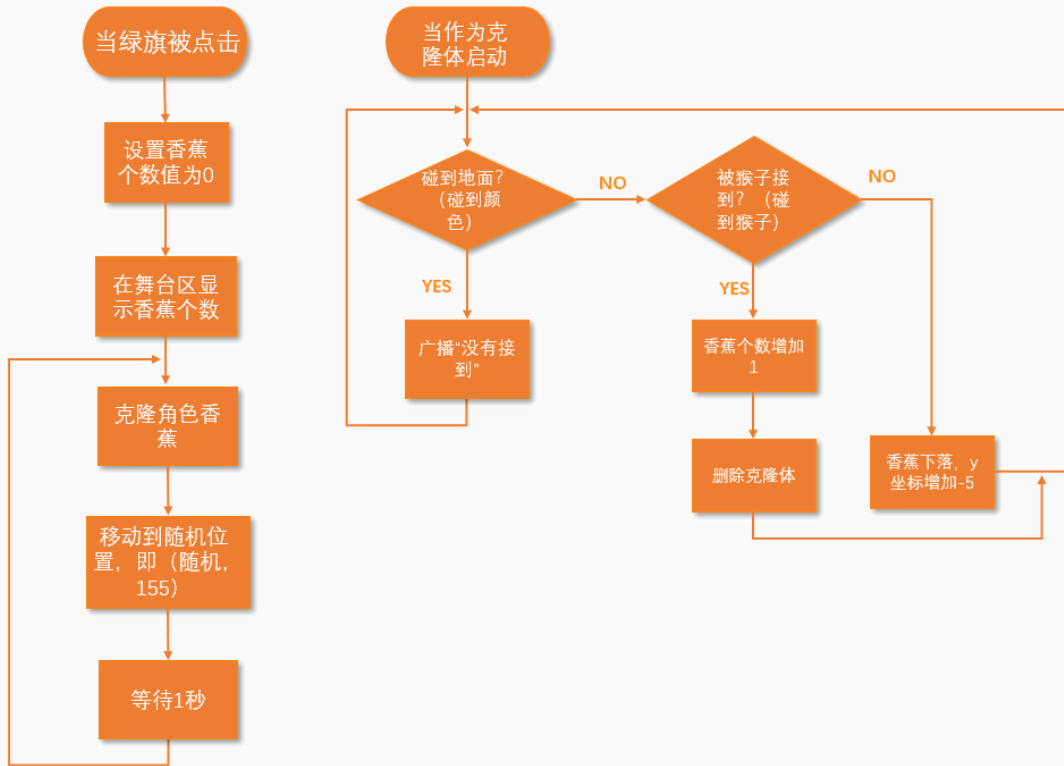 当绿旗被点击
设置香蕉
个数值为0
在舞台区显
示香蕉个数
克隆角色香
蕉
移动到随机位
置，即（随机，
155）
等待1秒
当作为克
隆体启动
碰到地面？
（碰到颜
色）
NO
被猴子接
到？（碰
到猴子）
NO
YES
广播“没有接
到”
YES
香蕉个数增加
1
删除克隆体
香蕉下落，y
坐标增加-5